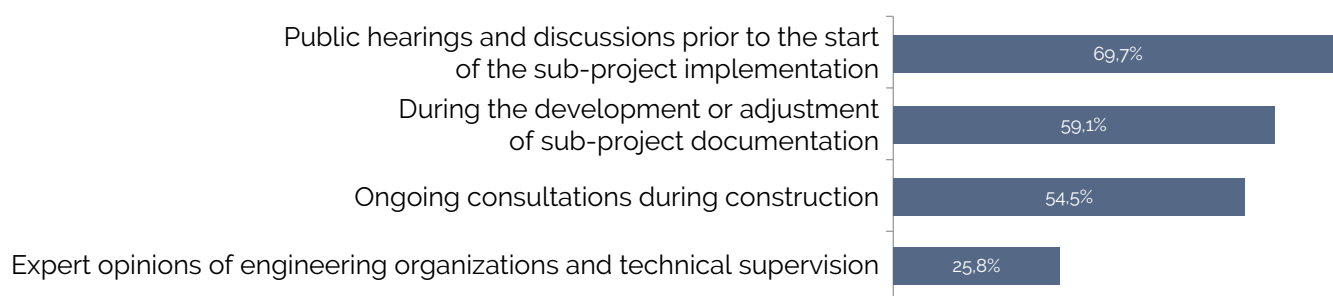 Public hearings and discussions prior to the start
of the sub-project implementation
69,7%
During the development or adjustment
of sub-project documentation
59,1%
Ongoing consultations during construction
54,5%
Expert opinions of engineering organizations and technical supervision
25,8%